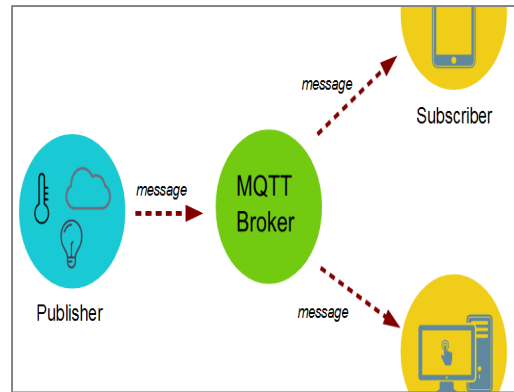 message
Subscriber
message
MQTT
Broker
Publisher
message